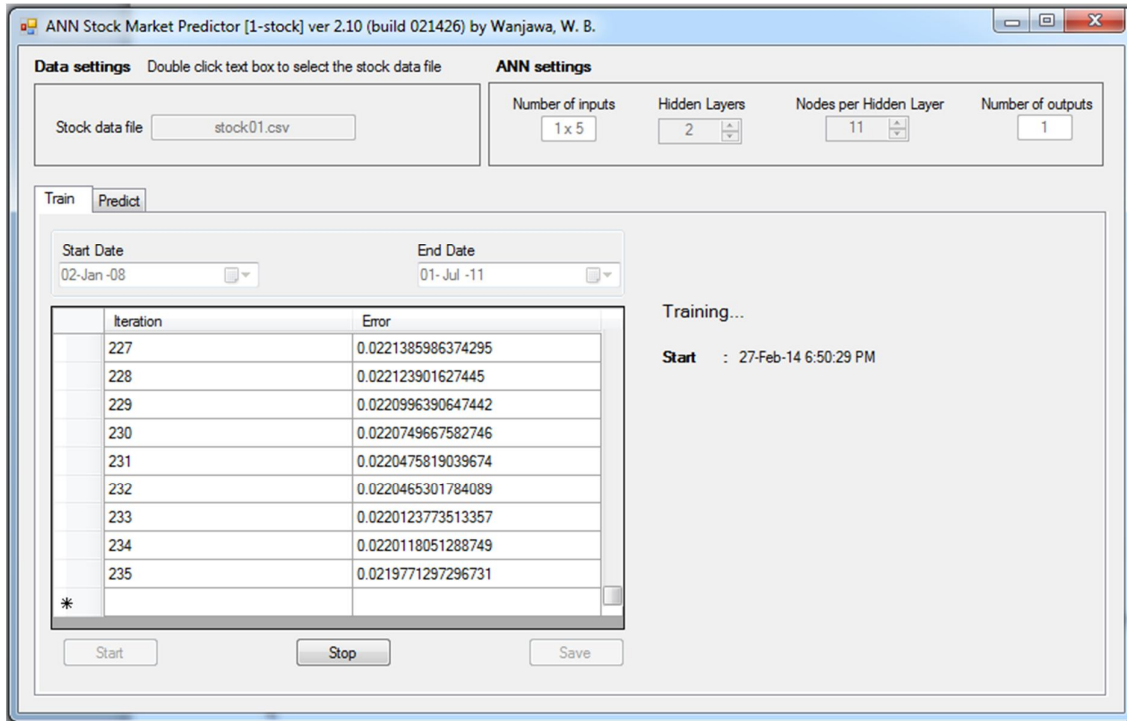 ANN Stock Market Predictor [1-stock] ver 2.10 (build 021426) by Wanjawa, W. B.
Data settings Double click text box to select the stock data file
Stock data file stock01.csv
ANN settings
Number of inputs Hidden Layers Nodes per Hidden Layer Number of outputs
1 x 5 2 11 1
Train Predict
Start Date End Date
02-Jan -08 01- Jul -11
Iteration Error
227 0.0221385986374295
228 0.022123901627445
229 0.0220996390647442
230 0.0220749667582746
231 0.0220475819039674
232 0.0220465301784089
233 0.0220123773513357
234 0.0220118051288749
235 0.0219771297296731
*
Start Stop Save
Training...
Start : 27-Feb-14 6:50:29 PM